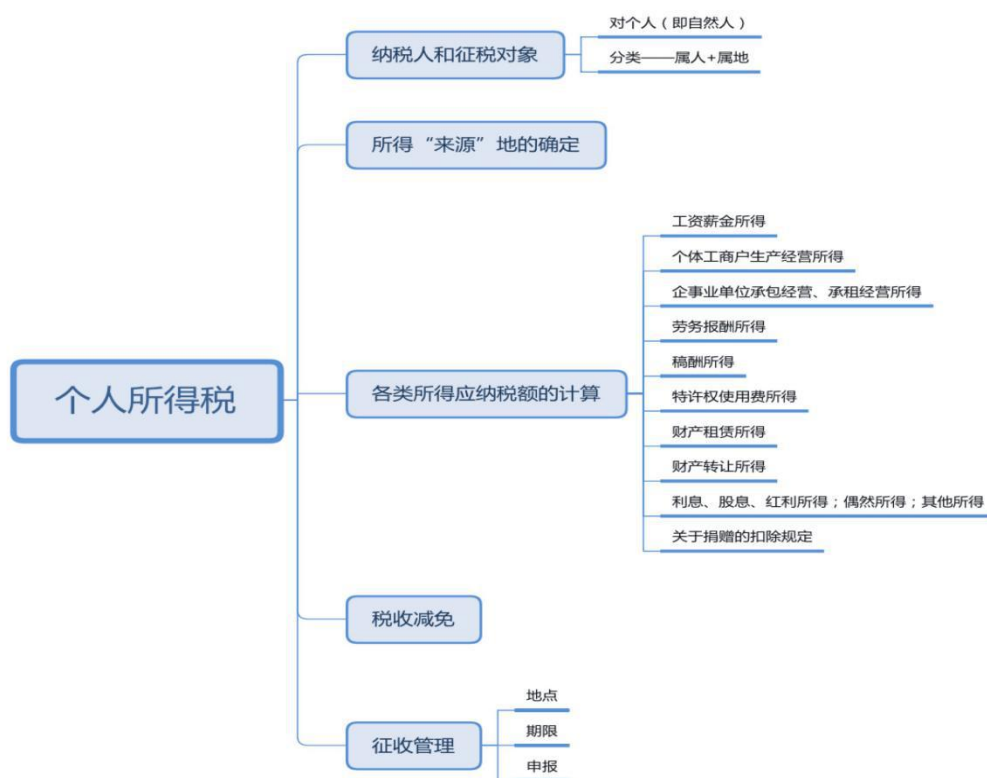 个人所得税
纳税人和征税对象
对个人（即自然人）
分类——属人+属地
所得“来源”地的确定
各类所得应纳税额的计算
工资薪金所得
个体工商户生产经营所得
企事业单位承包经营、承租经营所得
劳务报酬所得
稿酬所得
特许权使用费所得
财产租赁所得
财产转让所得
利息、股息、红利所得；偶然所得；其他所得
关于捐赠的扣除规定
税收减免
征收管理
地点
期限
申报